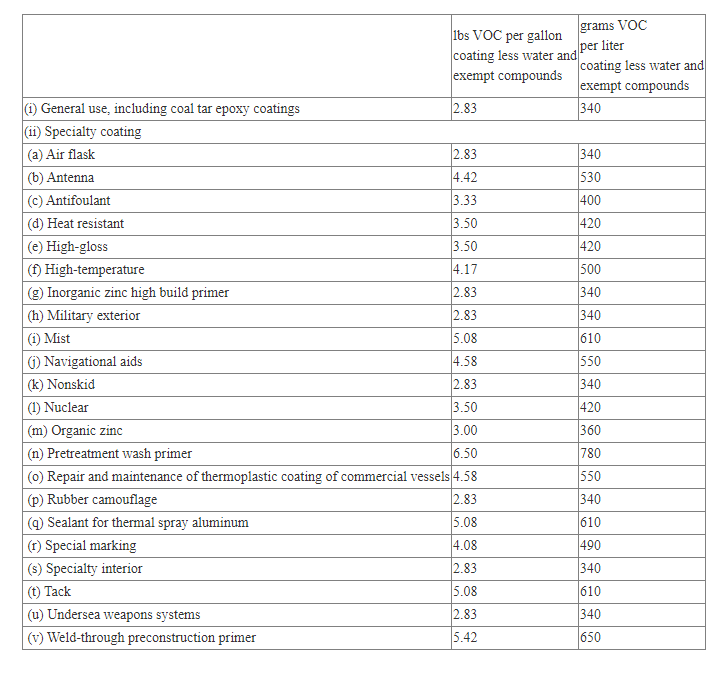 lbs VOC per gallon
coating less water and
exempt compounds
grams VOC
per liter
coating less water and
exempt compounds
(i) General use, including coal tar epoxy coatings 2.83 340
(ii) Specialty coating
(a) Air flask 2.83 340
(b) Antenna 4.42 530
(c) Antifoulant 3.33 400
(d) Heat resistant 3.50 420
(e) High-gloss 3.50 420
(f) High-temperature 4.17 500
(g) Inorganic zinc high build primer 2.83 340
(h) Military exterior 2.83 340
(i) Mist 5.08 610
(j) Navigational aids 4.58 550
(k) Nonskid 2.83 340
(l) Nuclear 3.50 420
(m) Organic zinc 3.00 360
(n) Pretreatment wash primer 6.50 780
(o) Repair and maintenance of thermoplastic coating of commercial vessels 4.58 550
(p) Rubber camouflage 2.83 340
(q) Sealant for thermal spray aluminum 5.08 610
(r) Special marking 4.08 490
(s) Specialty interior 2.83 340
(t) Tack 5.08 610
(u) Undersea weapons systems 2.83 340
(v) Weld-through preconstruction primer 5.42 650